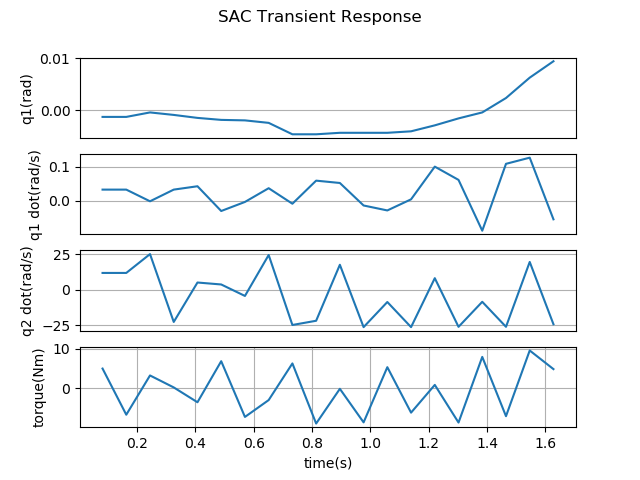 SAC Transient Response
q1(rad)
0.01
0.00
q1 dot(rad/s)
0.1
0.0
q2 dot(rad/s)
25
0
−25
torque(Nm)
10
0
0.2 0.4 0.6 0.8 1.0 1.2 1.4 1.6
time(s)